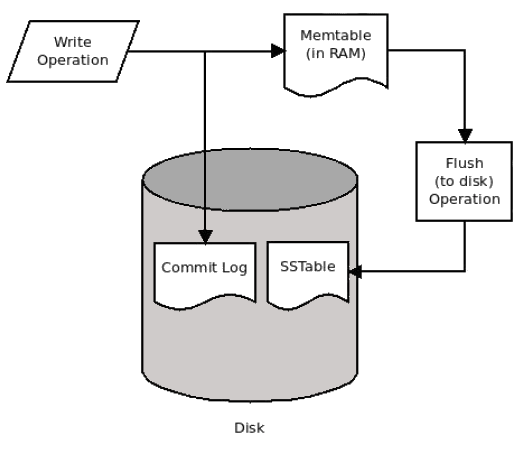 Write
Operation
Memtable
(in RAM)
Flush
(to disk)
Operation
Commit Log
SSTable
Disk